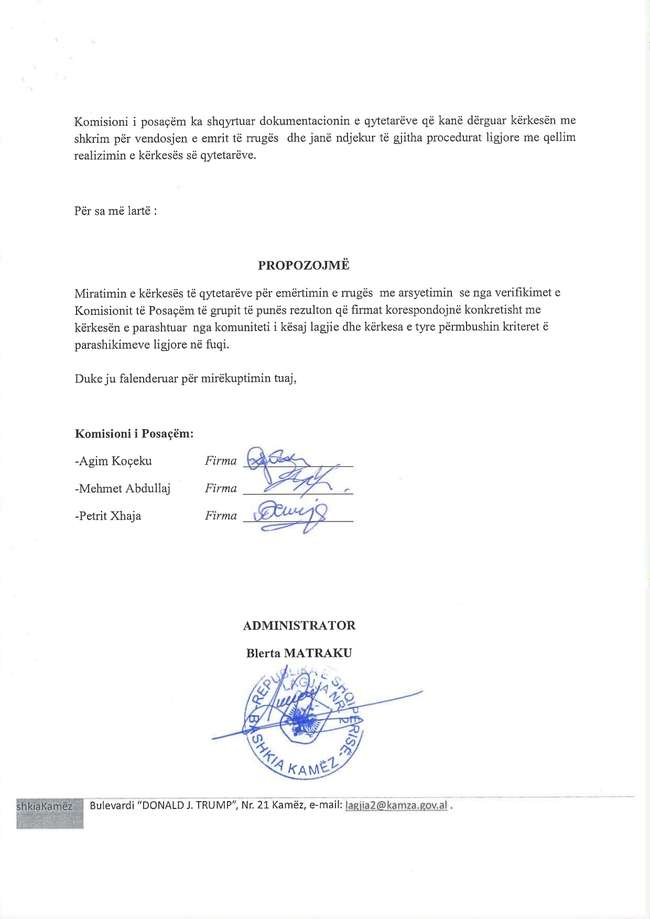 Komisioni i posaçëm ka shqyrtuar dokumentacionin e qytetarëve që kanë dërguar kërkesën me
shkrim për vendosjen e emrit të rrugës dhe janë ndjekur të gjitha procedurat ligjore me qellim
realizimin e kërkesës së qytetarëve.
Për sa më lartë :
PROPOZOJMË
Miratimin e kërkesës të qytetarëve për emërtimin e rrugës me arsyetimin se nga verifikimet e
Komisionit të Posaçëm të grupit të punës rezulton që firmat korespondojnë konkretisht me
kërkesën e parashtuar nga komuniteti i kësaj lagjie dhe kërkesa e tyre përmbushin kriteret ë
parashikimeve ligjore në fuqi.
Duke ju falenderuar për mirëkuptimin tuaj,
Komisioni i Posaçëm:
-Agim Koçeku Firma
-Mehmet Abdullaj Firma
-Petrit Xhaja Firma
ADMINISTRATOR
Blerta MATRAKU
REPUBLIKA E SHQIPËRISË
LAGJJA NR. 2
BASHKIA KAMËZ
shkiaKamëz Bulevardi “DONALD J. TRUMP”, Nr. 21 Kamëz, e-mail: lagjia2@kamza.gov.al .